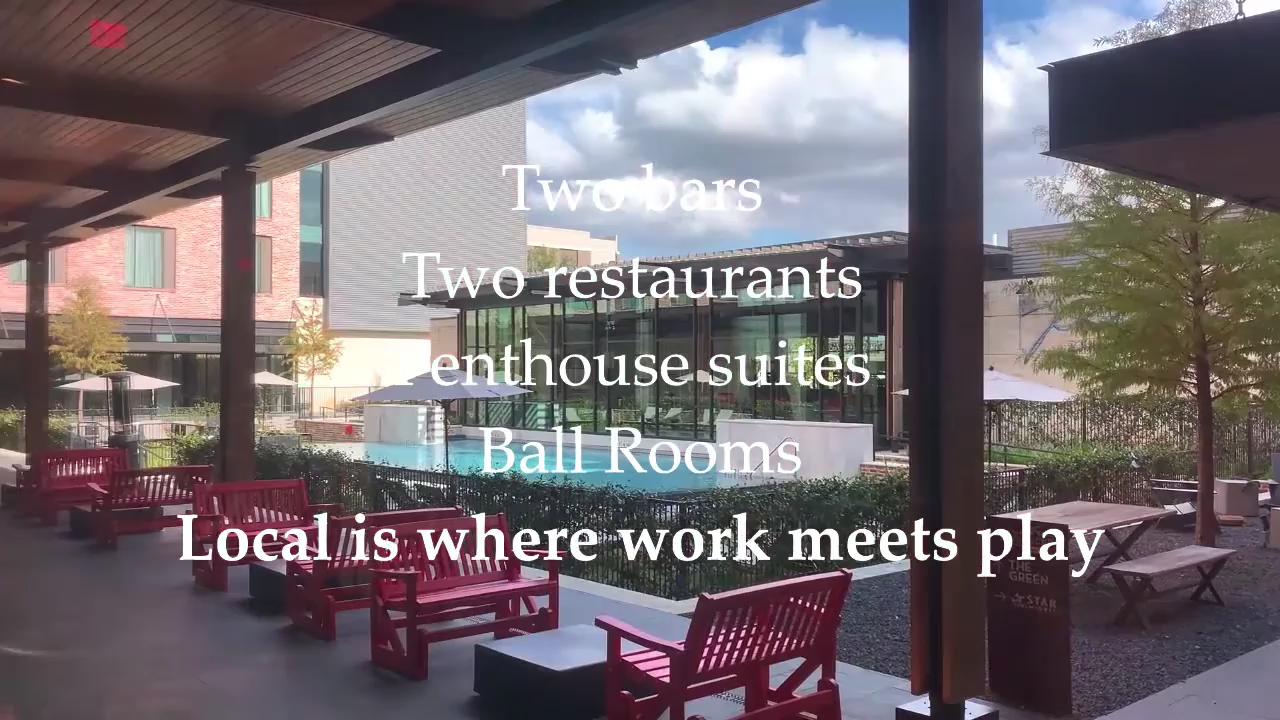 Two bars
Two restaurants
Penthouse suites
Ball Rooms
Local is where work meets play
THE
GREEN
→ STAR